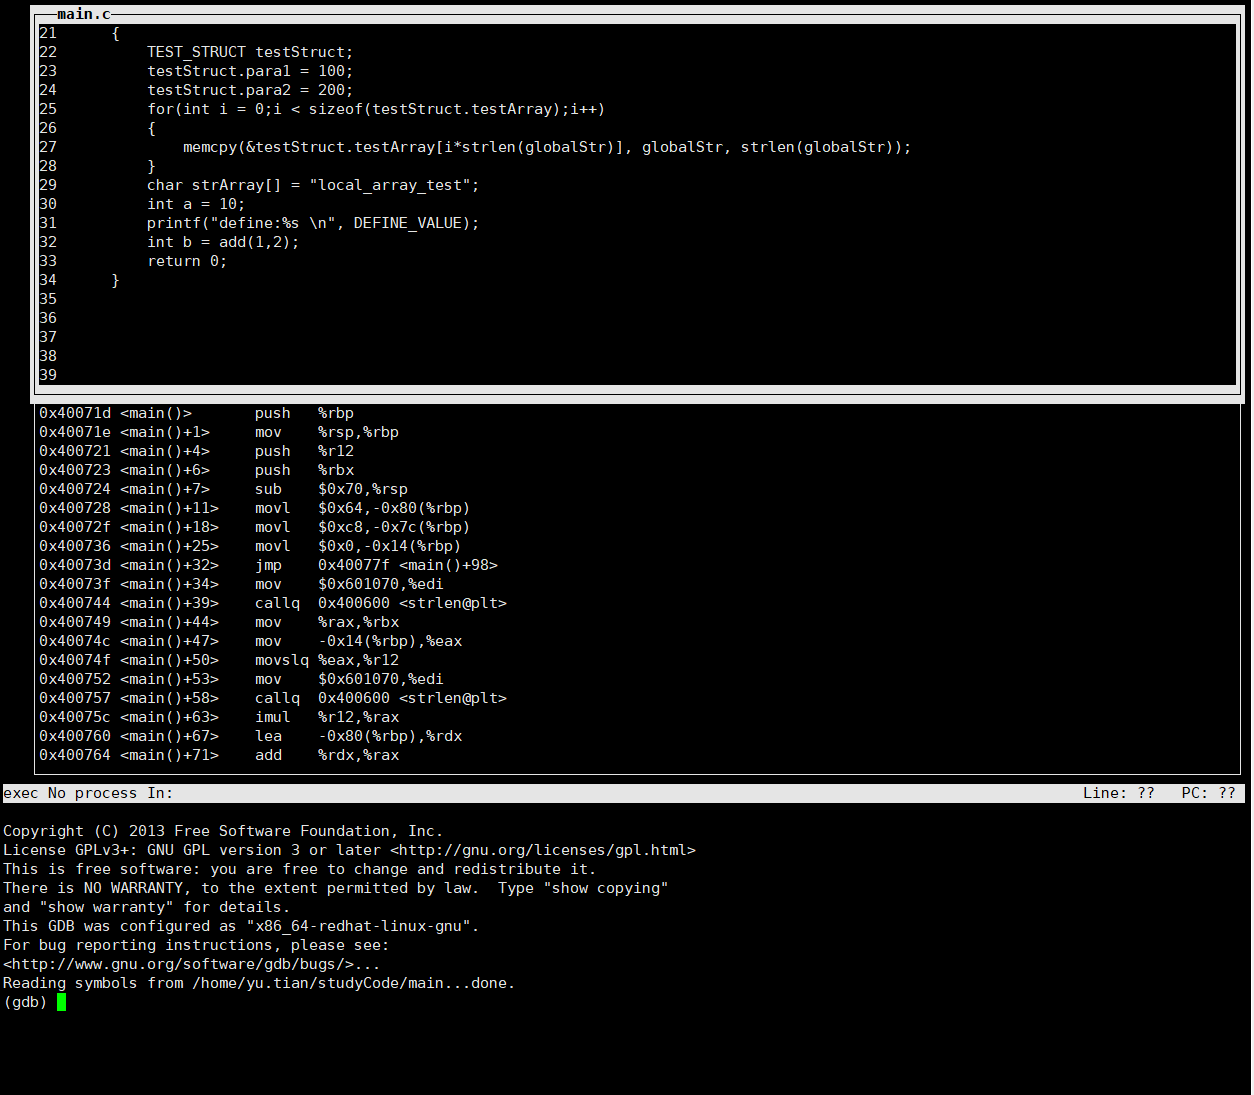 main.c
21      {
22          TEST_STRUCT testStruct;
23          testStruct.para1 = 100;
24          testStruct.para2 = 200;
25          for(int i = 0;i < sizeof(testStruct.testArray);i++)
26          {
27              memcpy(&testStruct.testArray[i*strlen(globalStr)], globalStr, strlen(globalStr));
28          }
29          char strArray[] = "local_array_test";
30          int a = 10;
31          printf("define:%s \n", DEFINE_VALUE);
32          int b = add(1,2);
33          return 0;
34      }
35
36
37
38
39
0x40071d <main()>       push   %rbp
0x40071e <main()+1>     mov    %rsp,%rbp
0x400721 <main()+4>     push   %r12
0x400723 <main()+6>     push   %rbx
0x400724 <main()+7>     sub    $0x70,%rsp
0x400728 <main()+11>    movl   $0x64,-0x80(%rbp)
0x40072f <main()+18>    movl   $0xc8,-0x7c(%rbp)
0x400736 <main()+25>    movl   $0x0,-0x14(%rbp)
0x40073d <main()+32>    jmp    0x40077f <main()+98>
0x40073f <main()+34>    mov    $0x601070,%edi
0x400744 <main()+39>    callq  0x400600 <strlen@plt>
0x400749 <main()+44>    mov    %rax,%rbx
0x40074c <main()+47>    mov    -0x14(%rbp),%eax
0x40074f <main()+50>    movslq %eax,%r12
0x400752 <main()+53>    mov    $0x601070,%edi
0x400757 <main()+58>    callq  0x400600 <strlen@plt>
0x40075c <main()+63>    imul   %r12,%rax
0x400760 <main()+67>    lea    -0x80(%rbp),%rdx
0x400764 <main()+71>    add    %rdx,%rax
exec No process In:                                                                                                     Line: ??   PC: ??
Copyright (C) 2013 Free Software Foundation, Inc.
License GPLv3+: GNU GPL version 3 or later <http://gnu.org/licenses/gpl.html>
This is free software: you are free to change and redistribute it.
There is NO WARRANTY, to the extent permitted by law.  Type "show copying"
and "show warranty" for details.
This GDB was configured as "x86_64-redhat-linux-gnu".
For bug reporting instructions, please see:
<http://www.gnu.org/software/gdb/bugs/>...
Reading symbols from /home/yu.tian/studyCode/main...done.
(gdb)